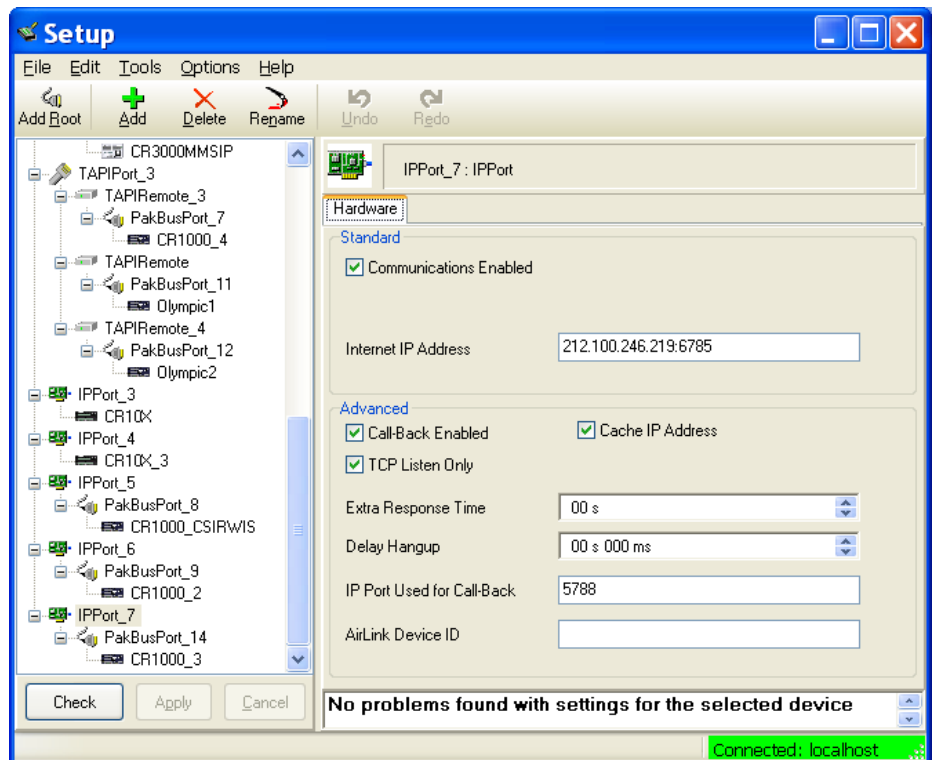 Setup
File Edit Tools Options Help
Add Root Add Delete Rename Undo Redo
CR3000MMSIP
TAPIPort_3
TAPIRemote_3
PakBusPort_7
CR1000_4
TAPIRemote
PakBusPort_11
Olympic1
TAPIRemote_4
PakBusPort_12
Olympic2
IPPort_3
CR10X
IPPort_4
CR10X_3
IPPort_5
PakBusPort_8
CR1000_CSIRWIS
IPPort_6
PakBusPort_9
CR1000_2
IPPort_7
PakBusPort_14
CR1000_3
Check Apply Cancel
IPPort_7 : IPPort
Hardware
Standard
Communications Enabled
Internet IP Address 212.100.246.219:6785
Advanced
Call-Back Enabled Cache IP Address
TCP Listen Only
Extra Response Time 00 s
Delay Hangup 00 s 000 ms
IP Port Used for Call-Back 5788
AirLink Device ID
No problems found with settings for the selected device
Connected: localhost